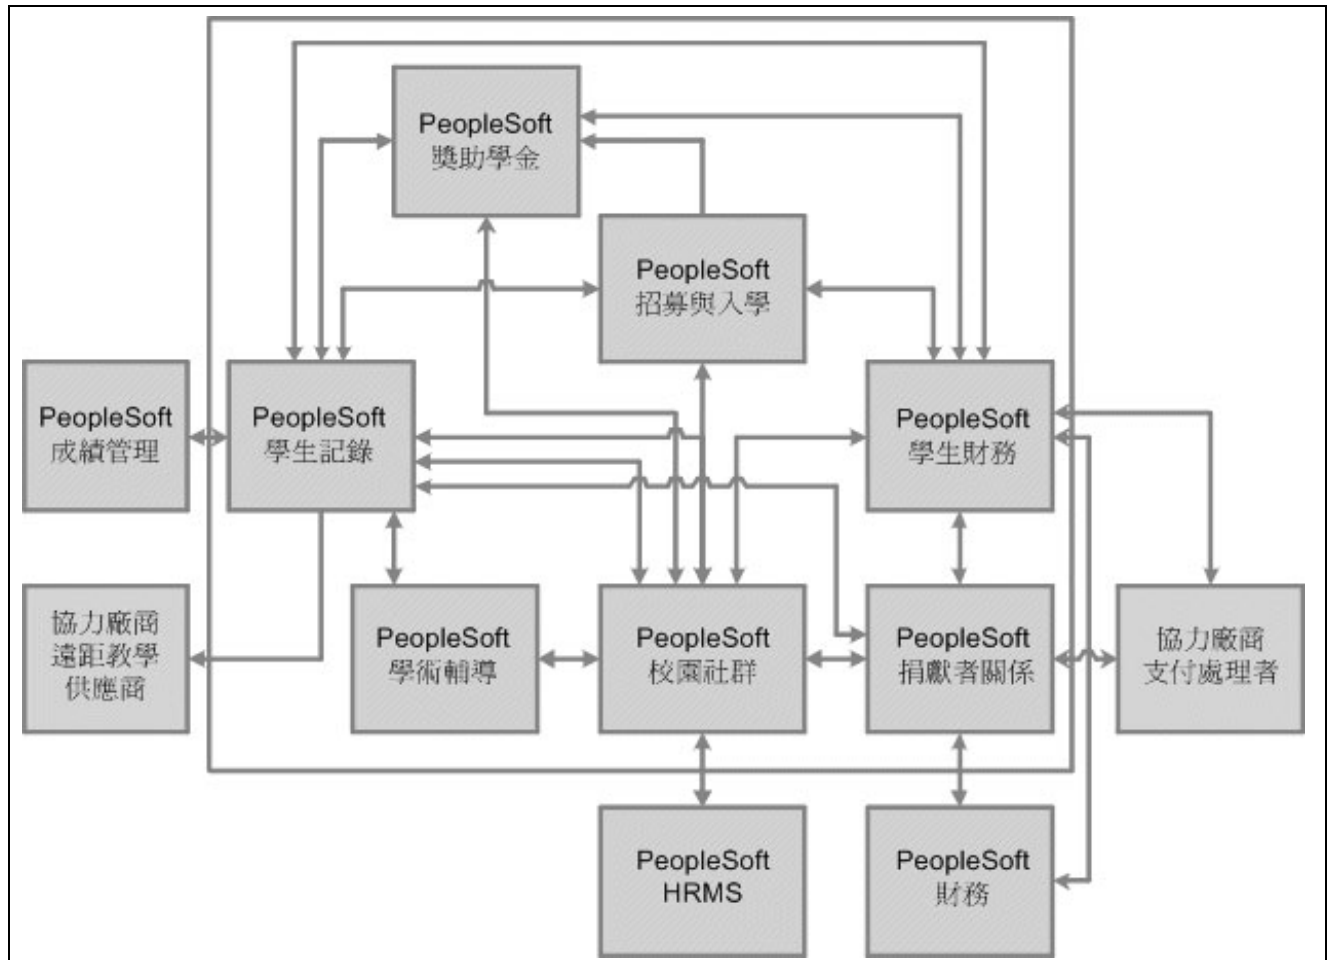 PeopleSoft
獎助學金
PeopleSoft
招募與入學
PeopleSoft
成績管理
PeopleSoft
學生記錄
PeopleSoft
學生財務
協力廠商
遠距教學
供應商
PeopleSoft
學術輔導
PeopleSoft
校園社群
PeopleSoft
捐獻者關係
協力廠商
支付處理者
PeopleSoft
HRMS
PeopleSoft
財務